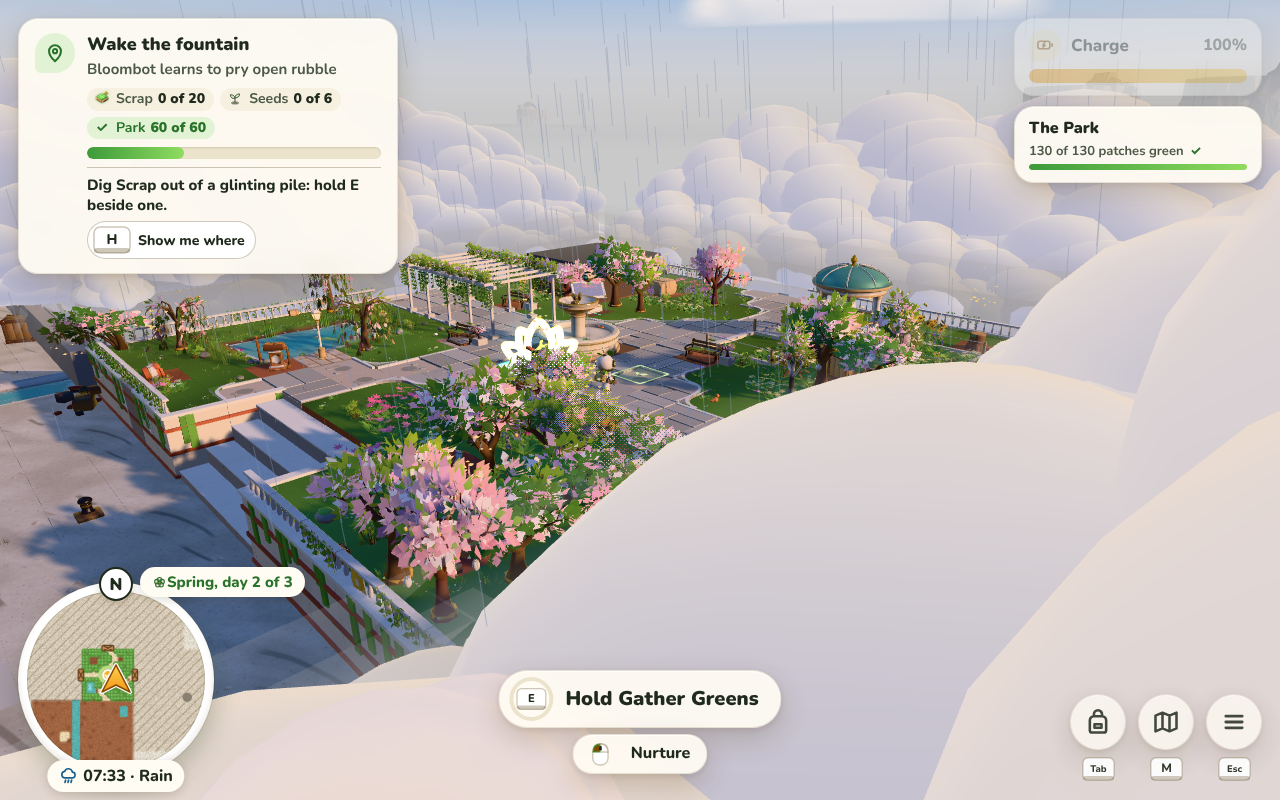 Wake the fountain
Bloombot learns to pry open rubble
Scrap 0 of 20 Seeds 0 of 6
Park 60 of 60
Dig Scrap out of a glinting pile: hold E
beside one.
H Show me where
Charge 100%
The Park
130 of 130 patches green
N
Spring, day 2 of 3
07:33 · Rain
E Hold Gather Greens
Nurture
Tab M Esc